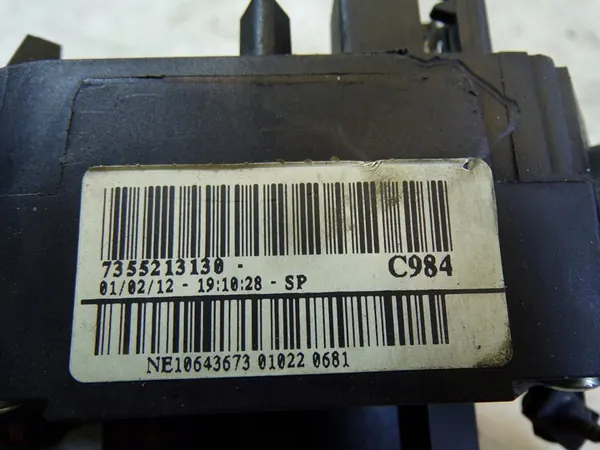 7355213130 - C984
01/02/12 - 19:10:28 - SP
NE10643673 01022 0681